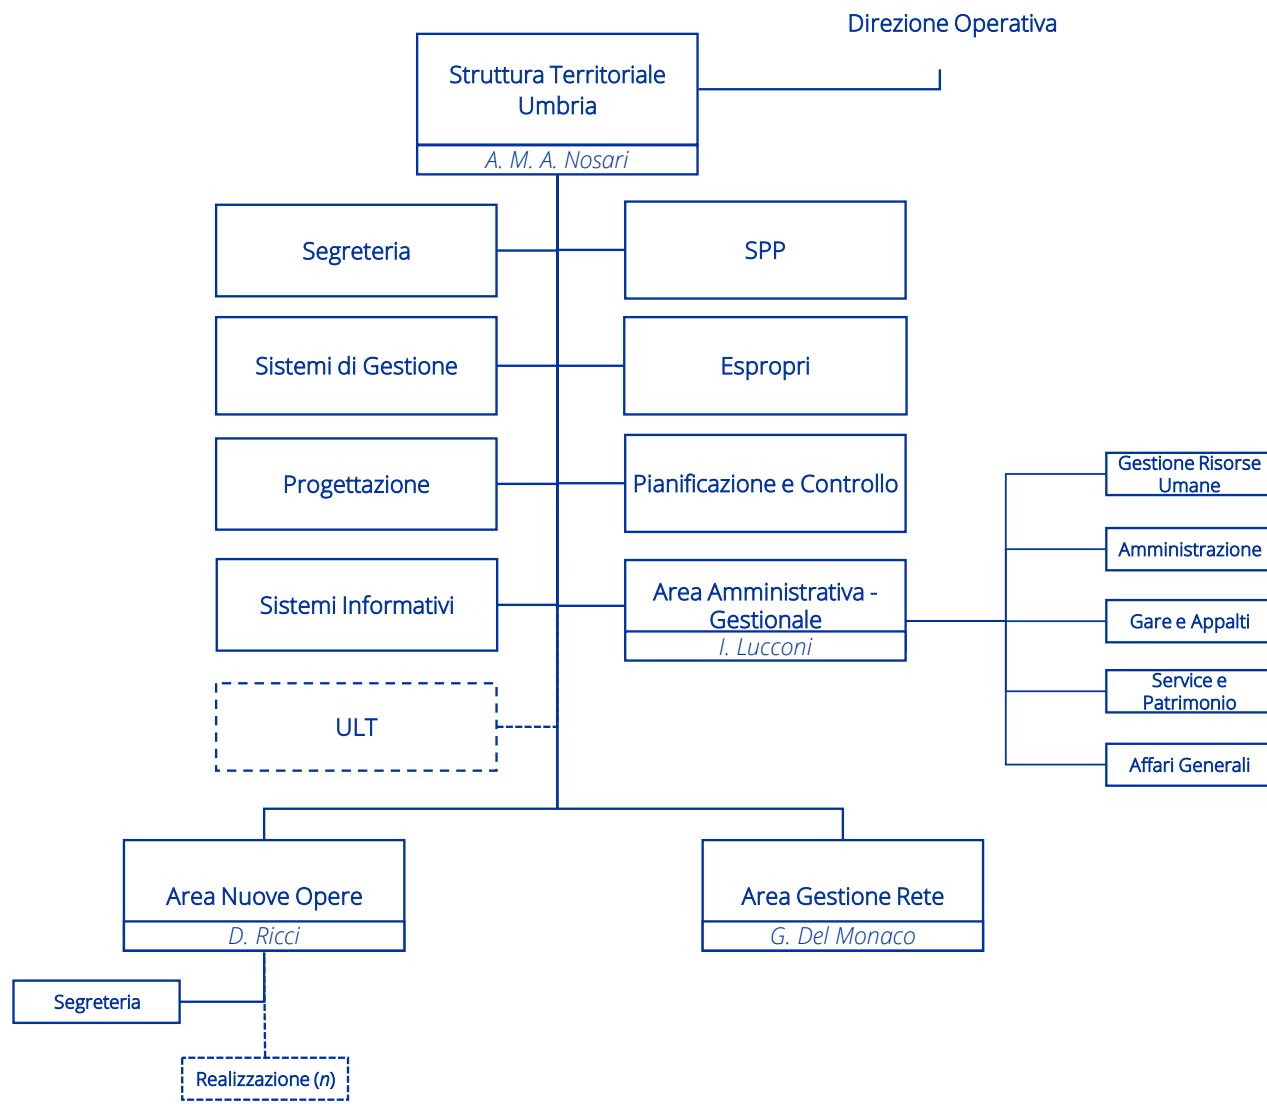 Direzione Operativa
Struttura Territoriale
Umbria
A. M. A. Nosari
Segreteria
SPP
Sistemi di Gestione
Espropri
Progettazione
Pianificazione e Controllo
Sistemi Informativi
Area Amministrativa -
Gestionale
I. Lucconi
Gestione Risorse
Umane
Amministrazione
Gare e Appalti
Service e
Patrimonio
Affari Generali
ULT
Area Nuove Opere
D. Ricci
Area Gestione Rete
G. Del Monaco
Segreteria
Realizzazione (n)